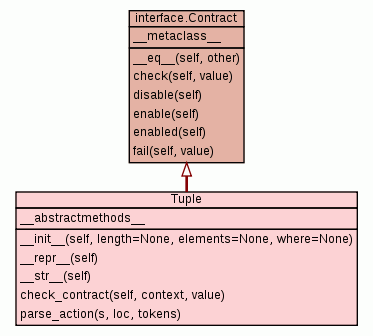 interface.Contract
__metaclass__
__eq__(self, other)
check(self, value)
disable(self)
enable(self)
enabled(self)
fail(self, value)
Tuple
__abstractmethods__
__init__(self, length=None, elements=None, where=None)
__repr__(self)
__str__(self)
check_contract(self, context, value)
parse_action(s, loc, tokens)